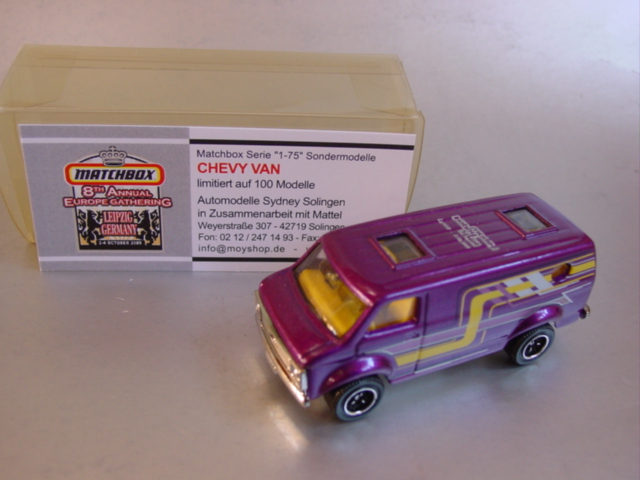 MATCHBOX
8TH ANNUAL
EUROPE GATHERING
LEIPZIG
GERMANY
Matchbox Serie "1-75" Sondermodelle
CHEVY VAN
limitiert auf 100 Modelle
Automodelle Sydney Solingen
in Zusammenarbeit mit Mattel
Weyerstraße 307 - 42719 Solingen
Fon: 02 12 / 247 14 93 - Fax
info@moyshop.de -